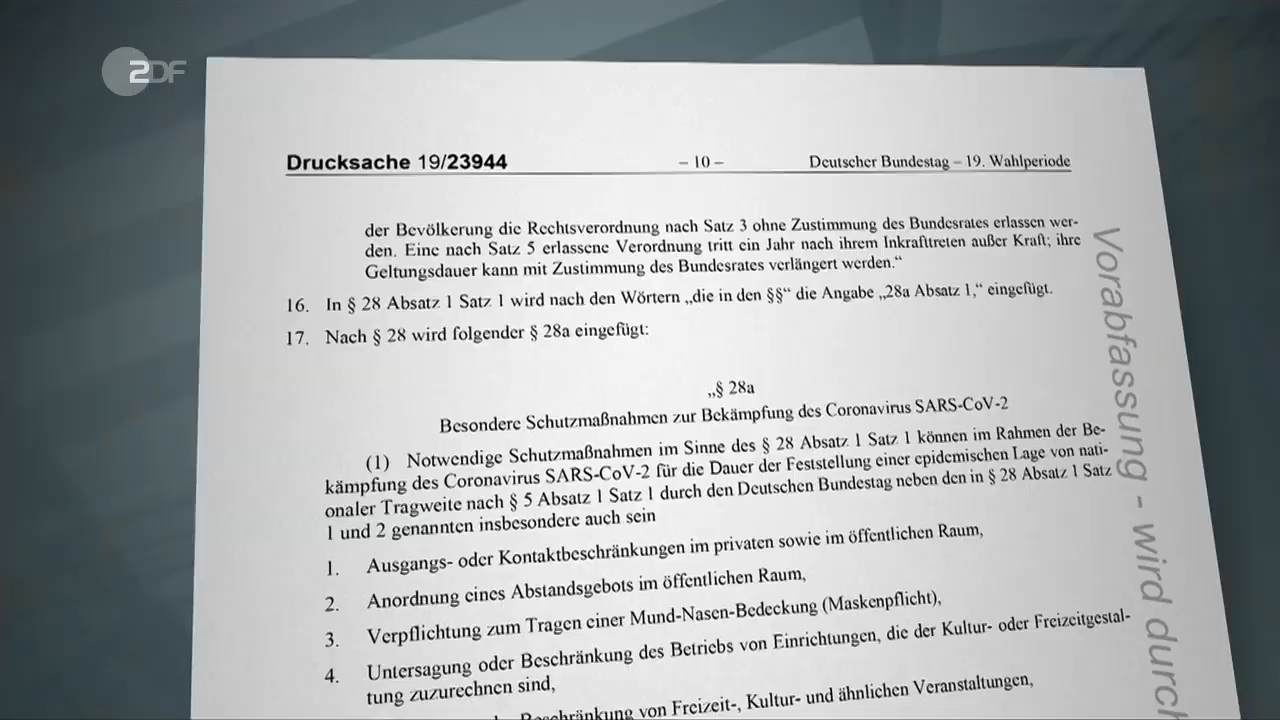 ZDF
Drucksache 19/23944
– 10 –
Deutscher Bundestag – 19. Wahlperiode
der Bevölkerung die Rechtsverordnung nach Satz 3 ohne Zustimmung des Bundesrates erlassen wer-
den. Eine nach Satz 5 erlassene Verordnung tritt ein Jahr nach ihrem Inkrafttreten außer Kraft; ihre
Geltungsdauer kann mit Zustimmung des Bundesrates verlängert werden.“
16. In § 28 Absatz 1 Satz 1 wird nach den Wörtern „die in den §§“ die Angabe „28a Absatz 1,“ eingefügt.
17. Nach § 28 wird folgender § 28a eingefügt:
„§ 28a
Besondere Schutzmaßnahmen zur Bekämpfung des Coronavirus SARS-CoV-2
(1) Notwendige Schutzmaßnahmen im Sinne des § 28 Absatz 1 Satz 1 können im Rahmen der Be-
kämpfung des Coronavirus SARS-CoV-2 für die Dauer der Feststellung einer epidemischen Lage von nati-
onaler Tragweite nach § 5 Absatz 1 Satz 1 durch den Deutschen Bundestag neben den in § 28 Absatz 1 Satz
1 und 2 genannten insbesondere auch sein
1. Ausgangs- oder Kontaktbeschränkungen im privaten sowie im öffentlichen Raum,
2. Anordnung eines Abstandsgebots im öffentlichen Raum,
3. Verpflichtung zum Tragen einer Mund-Nasen-Bedeckung (Maskenpflicht),
4. Untersagung oder Beschränkung des Betriebs von Einrichtungen, die der Kultur- oder Freizeitgestal-
tung zuzurechnen sind,
Beschränkung von Freizeit-, Kultur- und ähnlichen Veranstaltungen,
Vorabfassung - wird durch